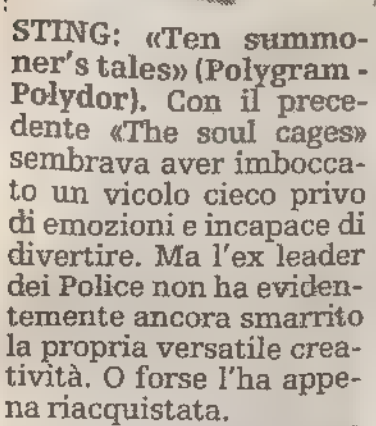 STING: «Ten summo-
ner's tales» (Polygram -
Polydor). Con il prece-
dente «The soul cages»
sembrava aver imbocca-
to un vicolo cieco privo
di emozioni e incapace di
divertire. Ma l'ex leader
dei Police non ha eviden-
temente ancora smarrito
la propria versatile crea-
tività. O forse l'ha appe-
na riacquistata.